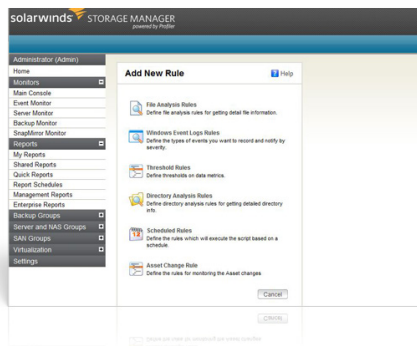 solarwinds STORAGE MANAGER
powered by Profiler
Administrator (Admin)
Home
Monitors
Main Console
Event Monitor
Server Monitor
Backup Monitor
SnapMirror Monitor
Reports
My Reports
Shared Reports
Quick Reports
Report Schedules
Management Reports
Enterprise Reports
Backup Groups
Server and NAS Groups
SAN Groups
Virtualization
Settings
Add New Rule
Help
File Analysis Rules
Define file analysis rules for getting detail file information.
Windows Event Logs Rules
Define the types of events you want to record and notify by
severity.
Threshold Rules
Define thresholds on data metrics.
Directory Analysis Rules
Define directory analysis rules for getting detailed directory
info.
Scheduled Rules
Define the rules which will execute the script based on a
schedule.
Asset Change Rule
Define the rules for monitoring the Asset changes.
Cancel